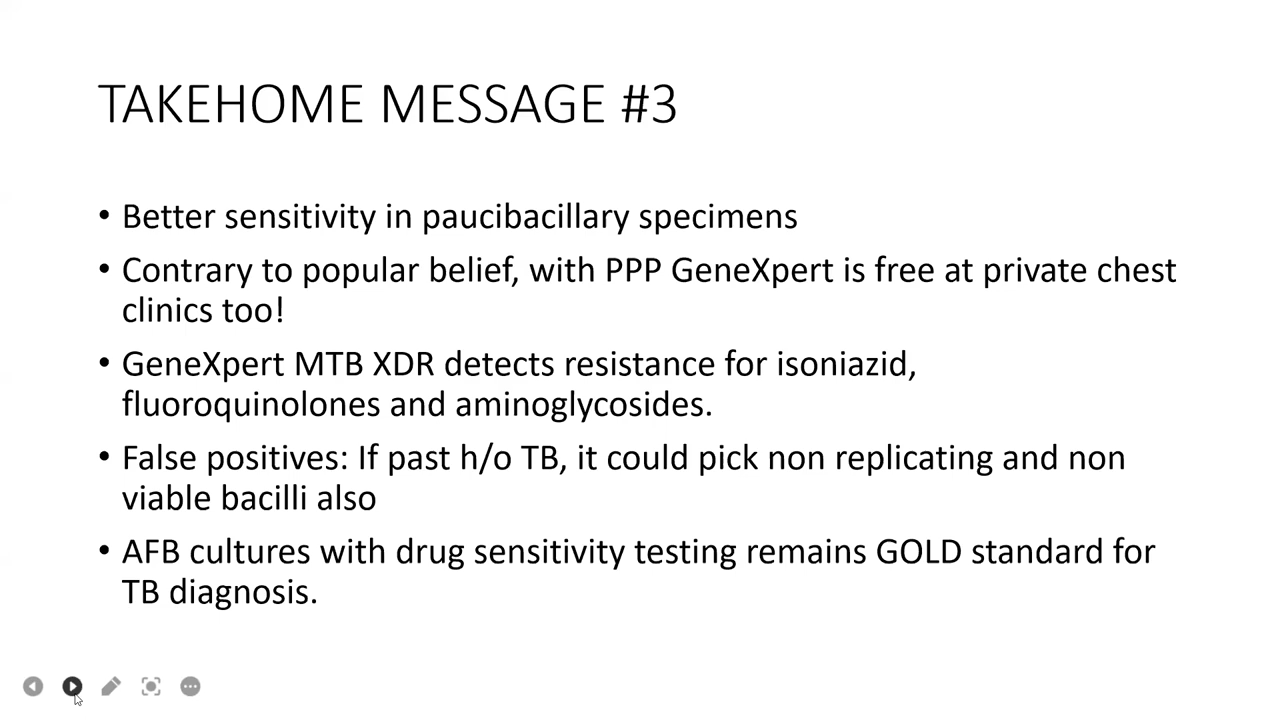 TAKEHOME MESSAGE #3
• Better sensitivity in paucibacillary specimens
• Contrary to popular belief, with PPP GeneXpert is free at private chest
clinics too!
• GeneXpert MTB XDR detects resistance for isoniazid,
fluoroquinolones and aminoglycosides.
• False positives: If past h/o TB, it could pick non replicating and non
viable bacilli also
• AFB cultures with drug sensitivity testing remains GOLD standard for
TB diagnosis.